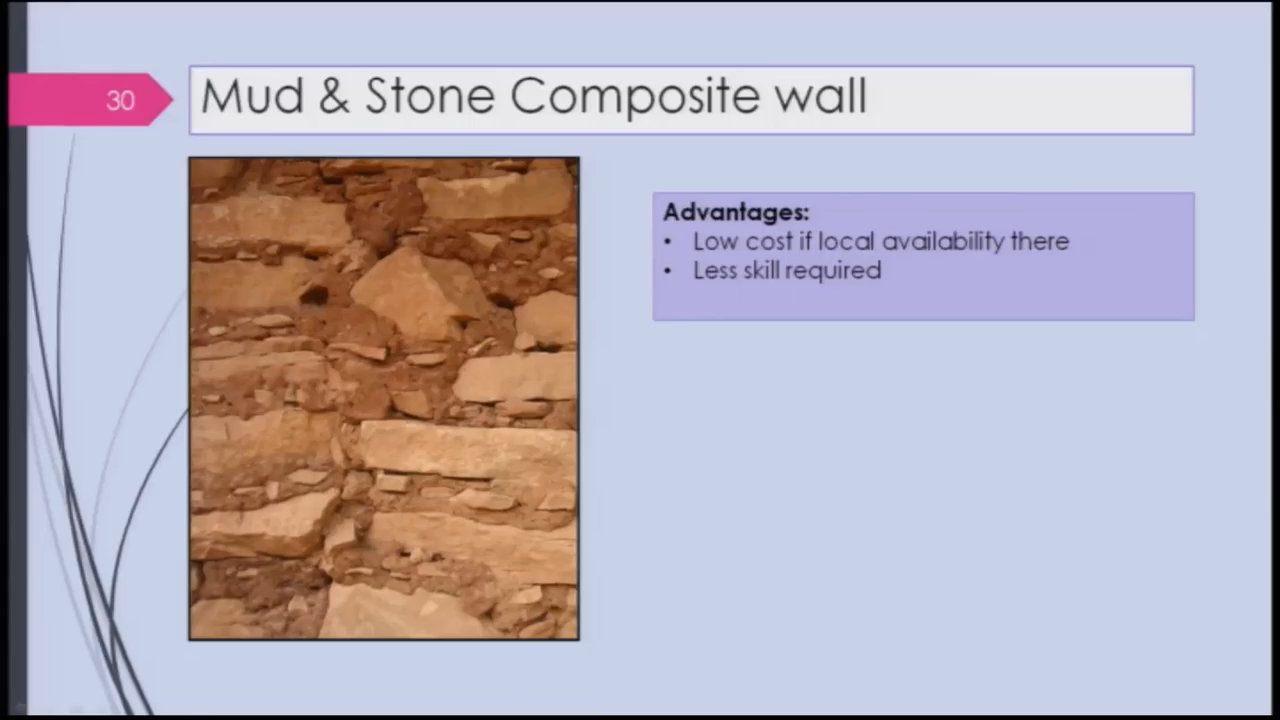 30
Mud & Stone Composite wall
Advantages:
• Low cost if local availability there
• Less skill required